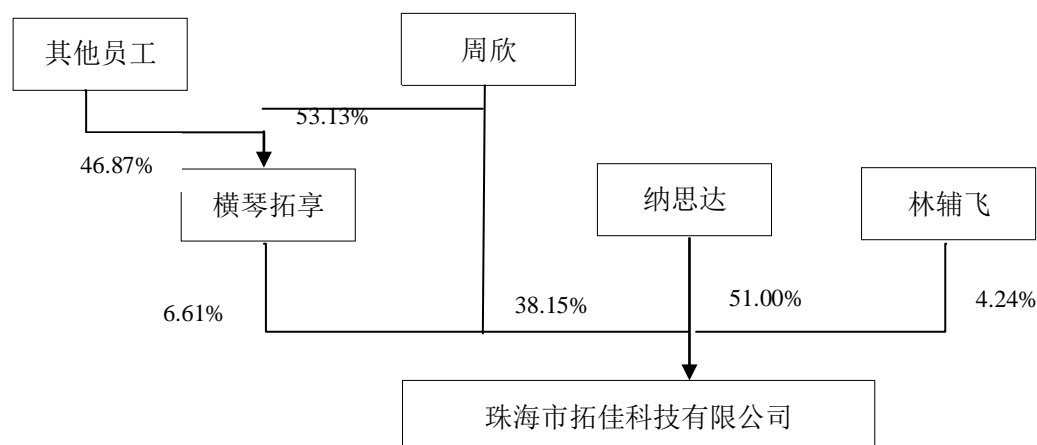 其他员工
周欣
53.13%
46.87%
横琴拓享
纳思达
林辅飞
6.61%
38.15%
51.00%
4.24%
珠海市拓佳科技有限公司